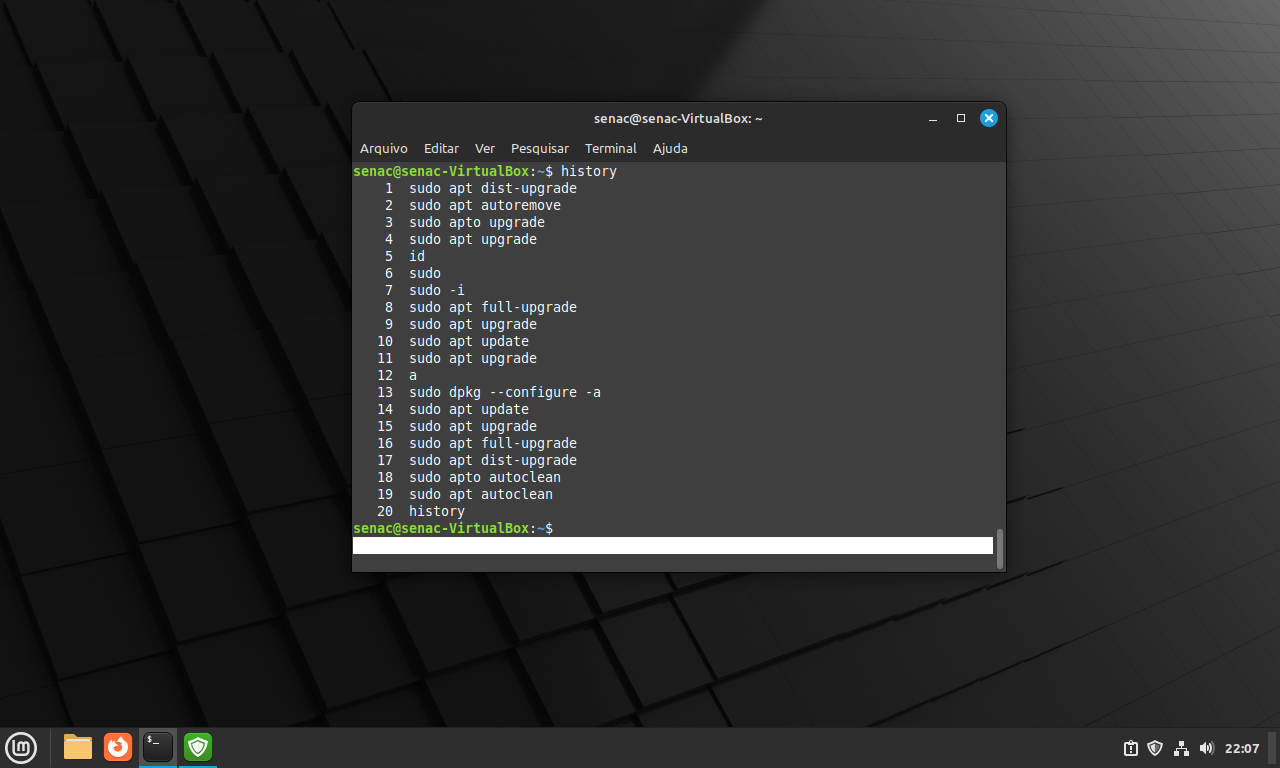 senac@senac-VirtualBox: ~
Arquivo Editar Ver Pesquisar Terminal Ajuda
senac@senac-VirtualBox:~$ history
1 sudo apt dist-upgrade
2 sudo apt autoremove
3 sudo apto upgrade
4 sudo apt upgrade
5 id
6 sudo
7 sudo -i
8 sudo apt full-upgrade
9 sudo apt upgrade
10 sudo apt update
11 sudo apt upgrade
12 a
13 sudo dpkg --configure -a
14 sudo apt update
15 sudo apt upgrade
16 sudo apt full-upgrade
17 sudo apt dist-upgrade
18 sudo apto autoclean
19 sudo apt autoclean
20 history
senac@senac-VirtualBox:~$
$_
22:07